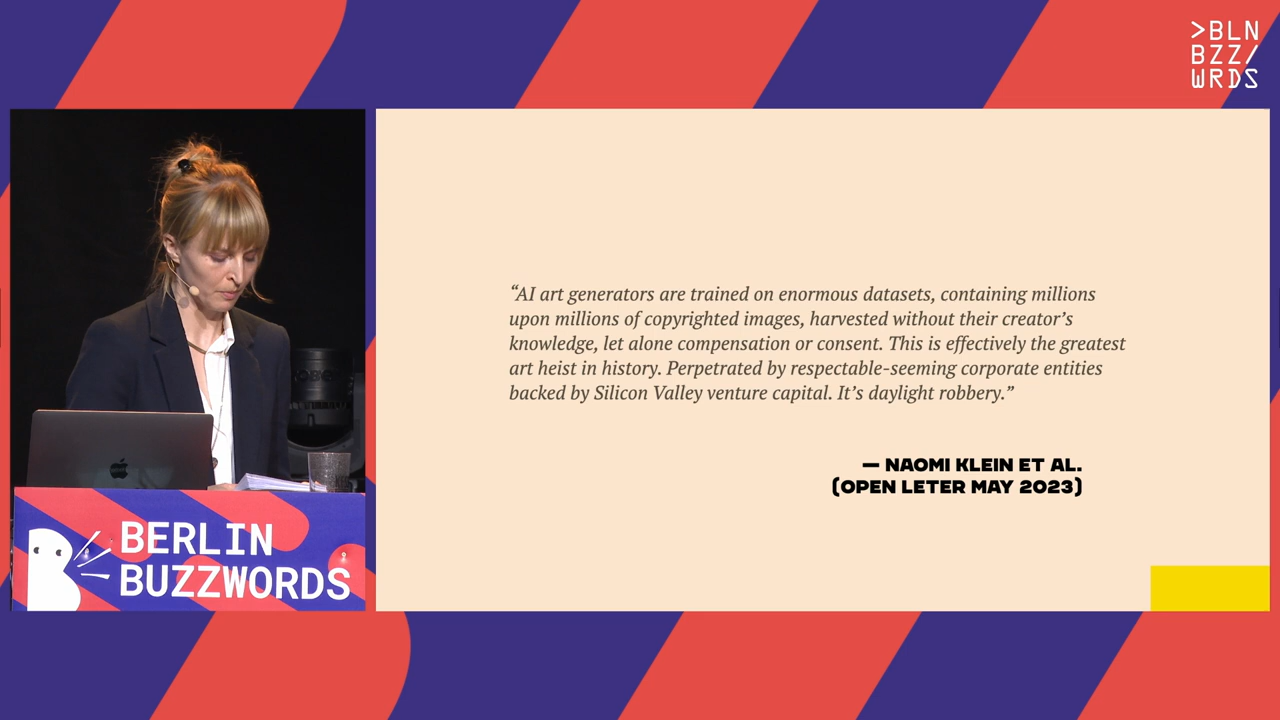 >BLN
BZZ/
WRDS
“AI art generators are trained on enormous datasets, containing millions
upon millions of copyrighted images, harvested without their creator’s
knowledge, let alone compensation or consent. This is effectively the greatest
art heist in history. Perpetrated by respectable-seeming corporate entities
backed by Silicon Valley venture capital. It’s daylight robbery.”
— NAOMI KLEIN ET AL.
(OPEN LETER MAY 2023)
BERLIN
BUZZWORDS